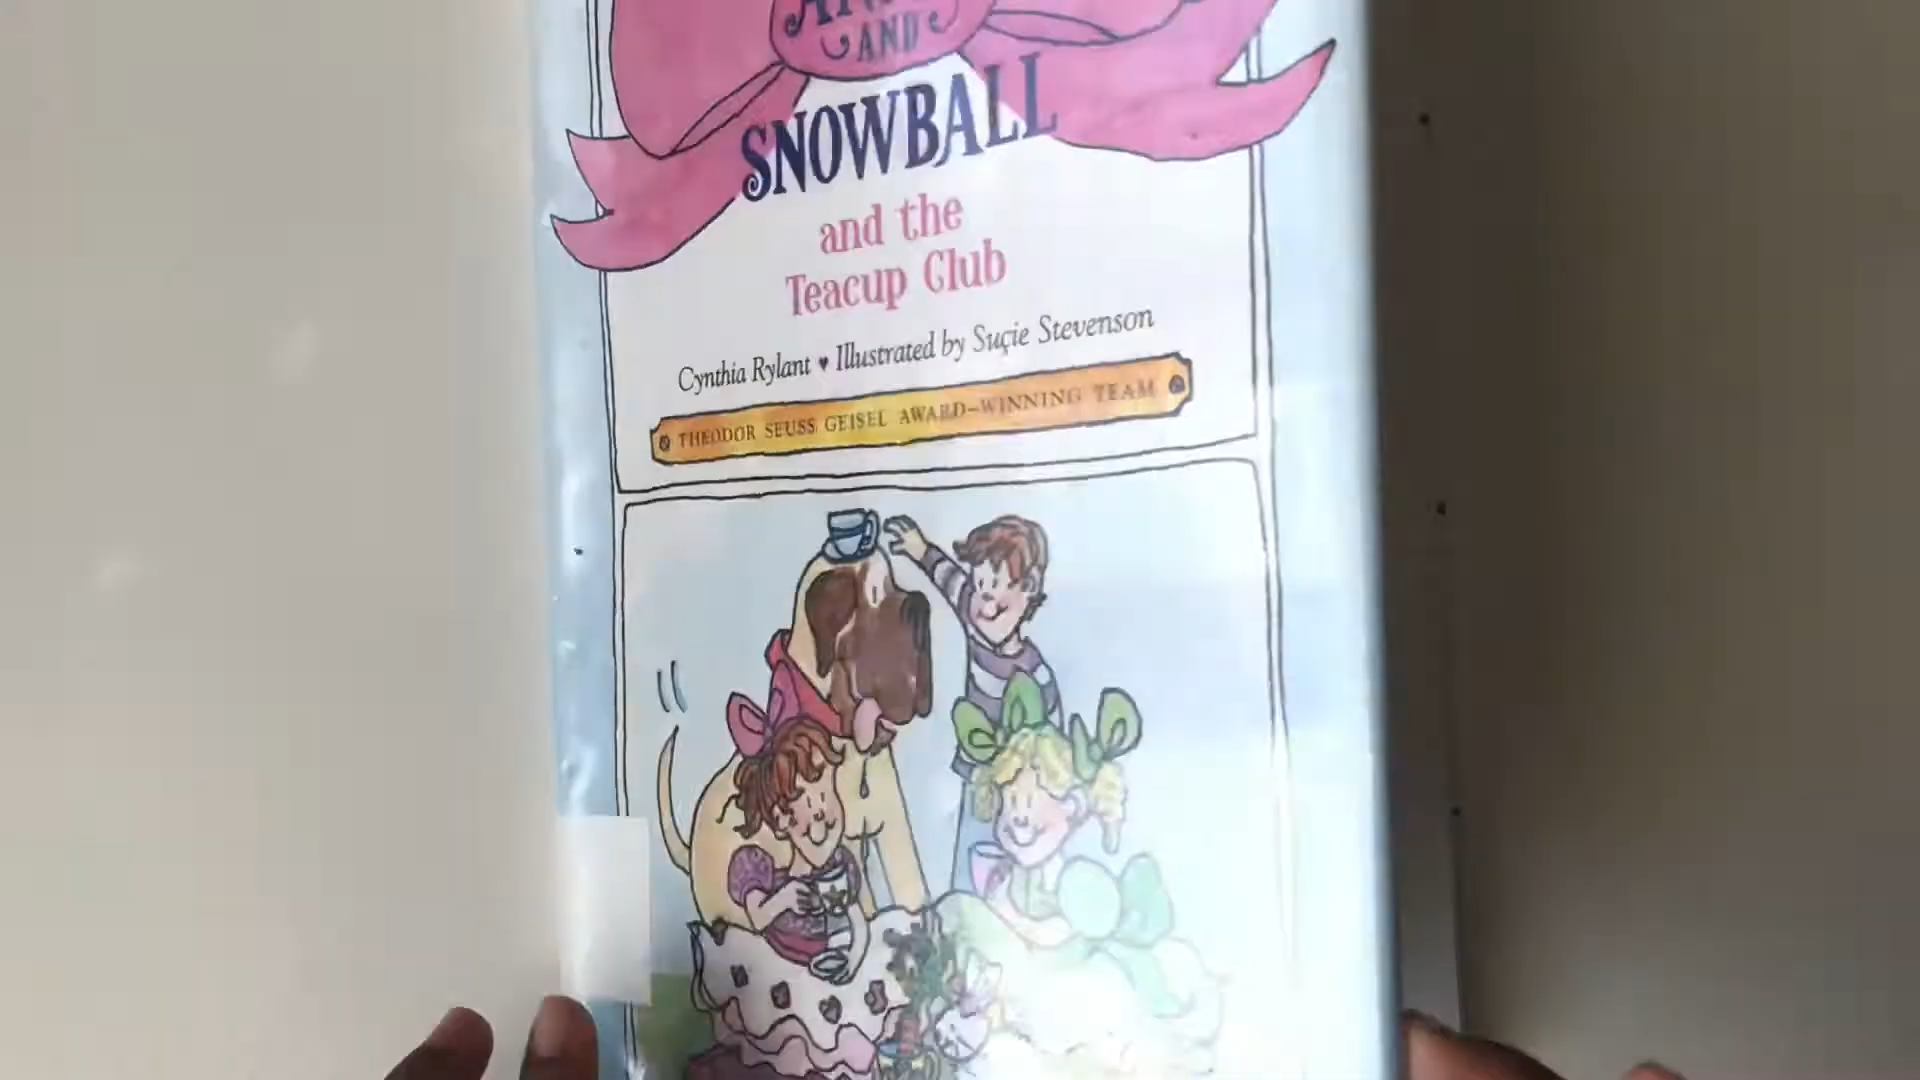 AND
SNOWBALL
and the
Teacup Club
Cynthia Rylant ♥ Illustrated by Suçie Stevenson
THEODOR SEUSS GEISEL AWARD–WINNING TEAM